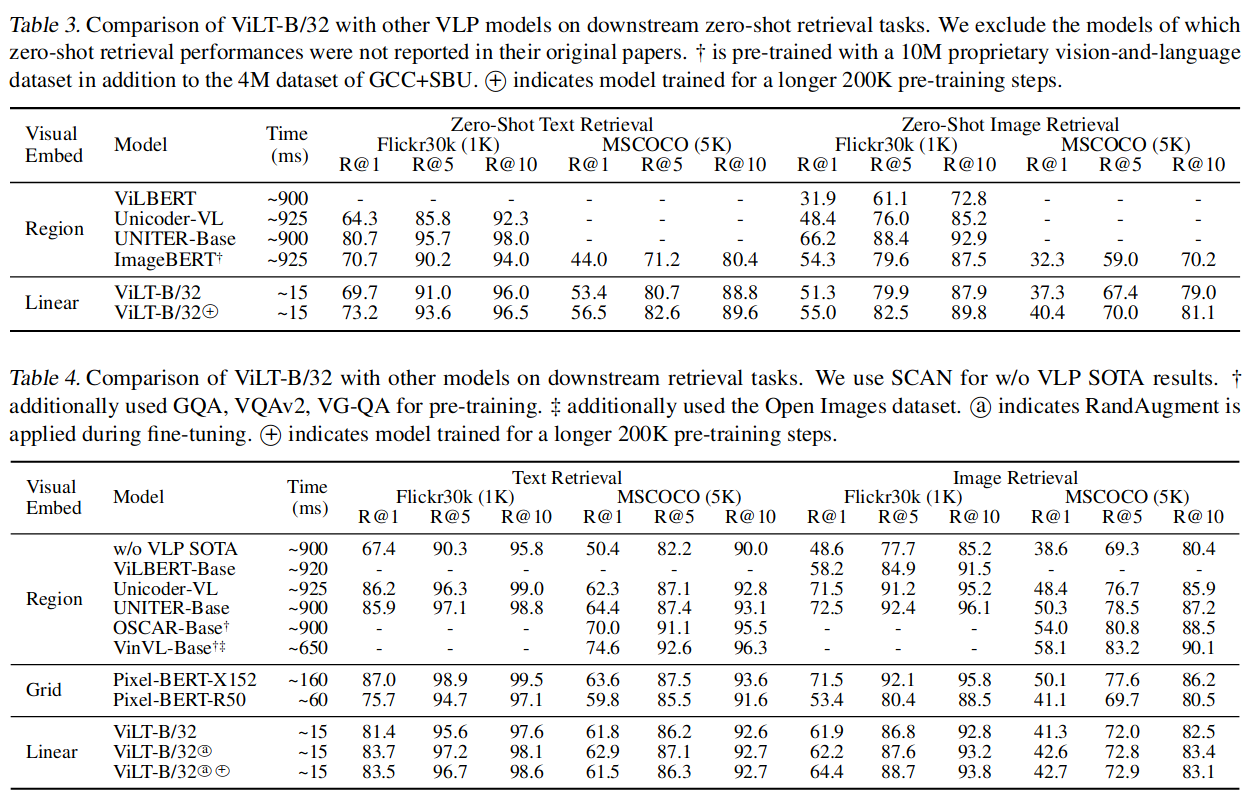 Table 3. Comparison of ViLT-B/32 with other VLP models on downstream zero-shot retrieval tasks. We exclude the models of which
zero-shot retrieval performances were not reported in their original papers. † is pre-trained with a 10M proprietary vision-and-language
dataset in addition to the 4M dataset of GCC+SBU. ⊕ indicates model trained for a longer 200K pre-training steps.
Visual Embed Model Time (ms) Zero-Shot Text Retrieval Zero-Shot Image Retrieval
Flickr30k (1K) MSCOCO (5K) Flickr30k (1K) MSCOCO (5K)
R@1 R@5 R@10 R@1 R@5 R@10 R@1 R@5 R@10 R@1 R@5 R@10
Region
ViLBERT ~900 - - - - - - 31.9 61.1 72.8 - - -
Unicoder-VL ~925 64.3 85.8 92.3 - - - 48.4 76.0 85.2 - - -
UNITER-Base ~900 80.7 95.7 98.0 - - - 66.2 88.4 92.9 - - -
ImageBERT† ~925 70.7 90.2 94.0 44.0 71.2 80.4 54.3 79.6 87.5 32.3 59.0 70.2
Linear
ViLT-B/32 ~15 69.7 91.0 96.0 53.4 80.7 88.8 51.3 79.9 87.9 37.3 67.4 79.0
ViLT-B/32⊕ ~15 73.2 93.6 96.5 56.5 82.6 89.6 55.0 82.5 89.8 40.4 70.0 81.1
Table 4. Comparison of ViLT-B/32 with other models on downstream retrieval tasks. We use SCAN for w/o VLP SOTA results. †
additionally used GQA, VQAv2, VG-QA for pre-training. ‡ additionally used the Open Images dataset. ⓐ indicates RandAugment is
applied during fine-tuning. ⊕ indicates model trained for a longer 200K pre-training steps.
Visual Embed Model Time (ms) Text Retrieval Image Retrieval
Flickr30k (1K) MSCOCO (5K) Flickr30k (1K) MSCOCO (5K)
R@1 R@5 R@10 R@1 R@5 R@10 R@1 R@5 R@10 R@1 R@5 R@10
Region
w/o VLP SOTA ~900 67.4 90.3 95.8 50.4 82.2 90.0 48.6 77.7 85.2 38.6 69.3 80.4
ViLBERT-Base ~920 - - - - - - 58.2 84.9 91.5 - - -
Unicoder-VL ~925 86.2 96.3 99.0 62.3 87.1 92.8 71.5 91.2 95.2 48.4 76.7 85.9
UNITER-Base ~900 85.9 97.1 98.8 64.4 87.4 93.1 72.5 92.4 96.1 50.3 78.5 87.2
OSCAR-Base† ~900 - - - 70.0 91.1 95.5 - - - 54.0 80.8 88.5
VinVL-Base†‡ ~650 - - - 74.6 92.6 96.3 - - - 58.1 83.2 90.1
Grid
Pixel-BERT-X152 ~160 87.0 98.9 99.5 63.6 87.5 93.6 71.5 92.1 95.8 50.1 77.6 86.2
Pixel-BERT-R50 ~60 75.7 94.7 97.1 59.8 85.5 91.6 53.4 80.4 88.5 41.1 69.7 80.5
Linear
ViLT-B/32 ~15 81.4 95.6 97.6 61.8 86.2 92.6 61.9 86.8 92.8 41.3 72.0 82.5
ViLT-B/32ⓐ ~15 83.7 97.2 98.1 62.9 87.1 92.7 62.2 87.6 93.2 42.6 72.8 83.4
ViLT-B/32ⓐ⊕ ~15 83.5 96.7 98.6 61.5 86.3 92.7 64.4 88.7 93.8 42.7 72.9 83.1